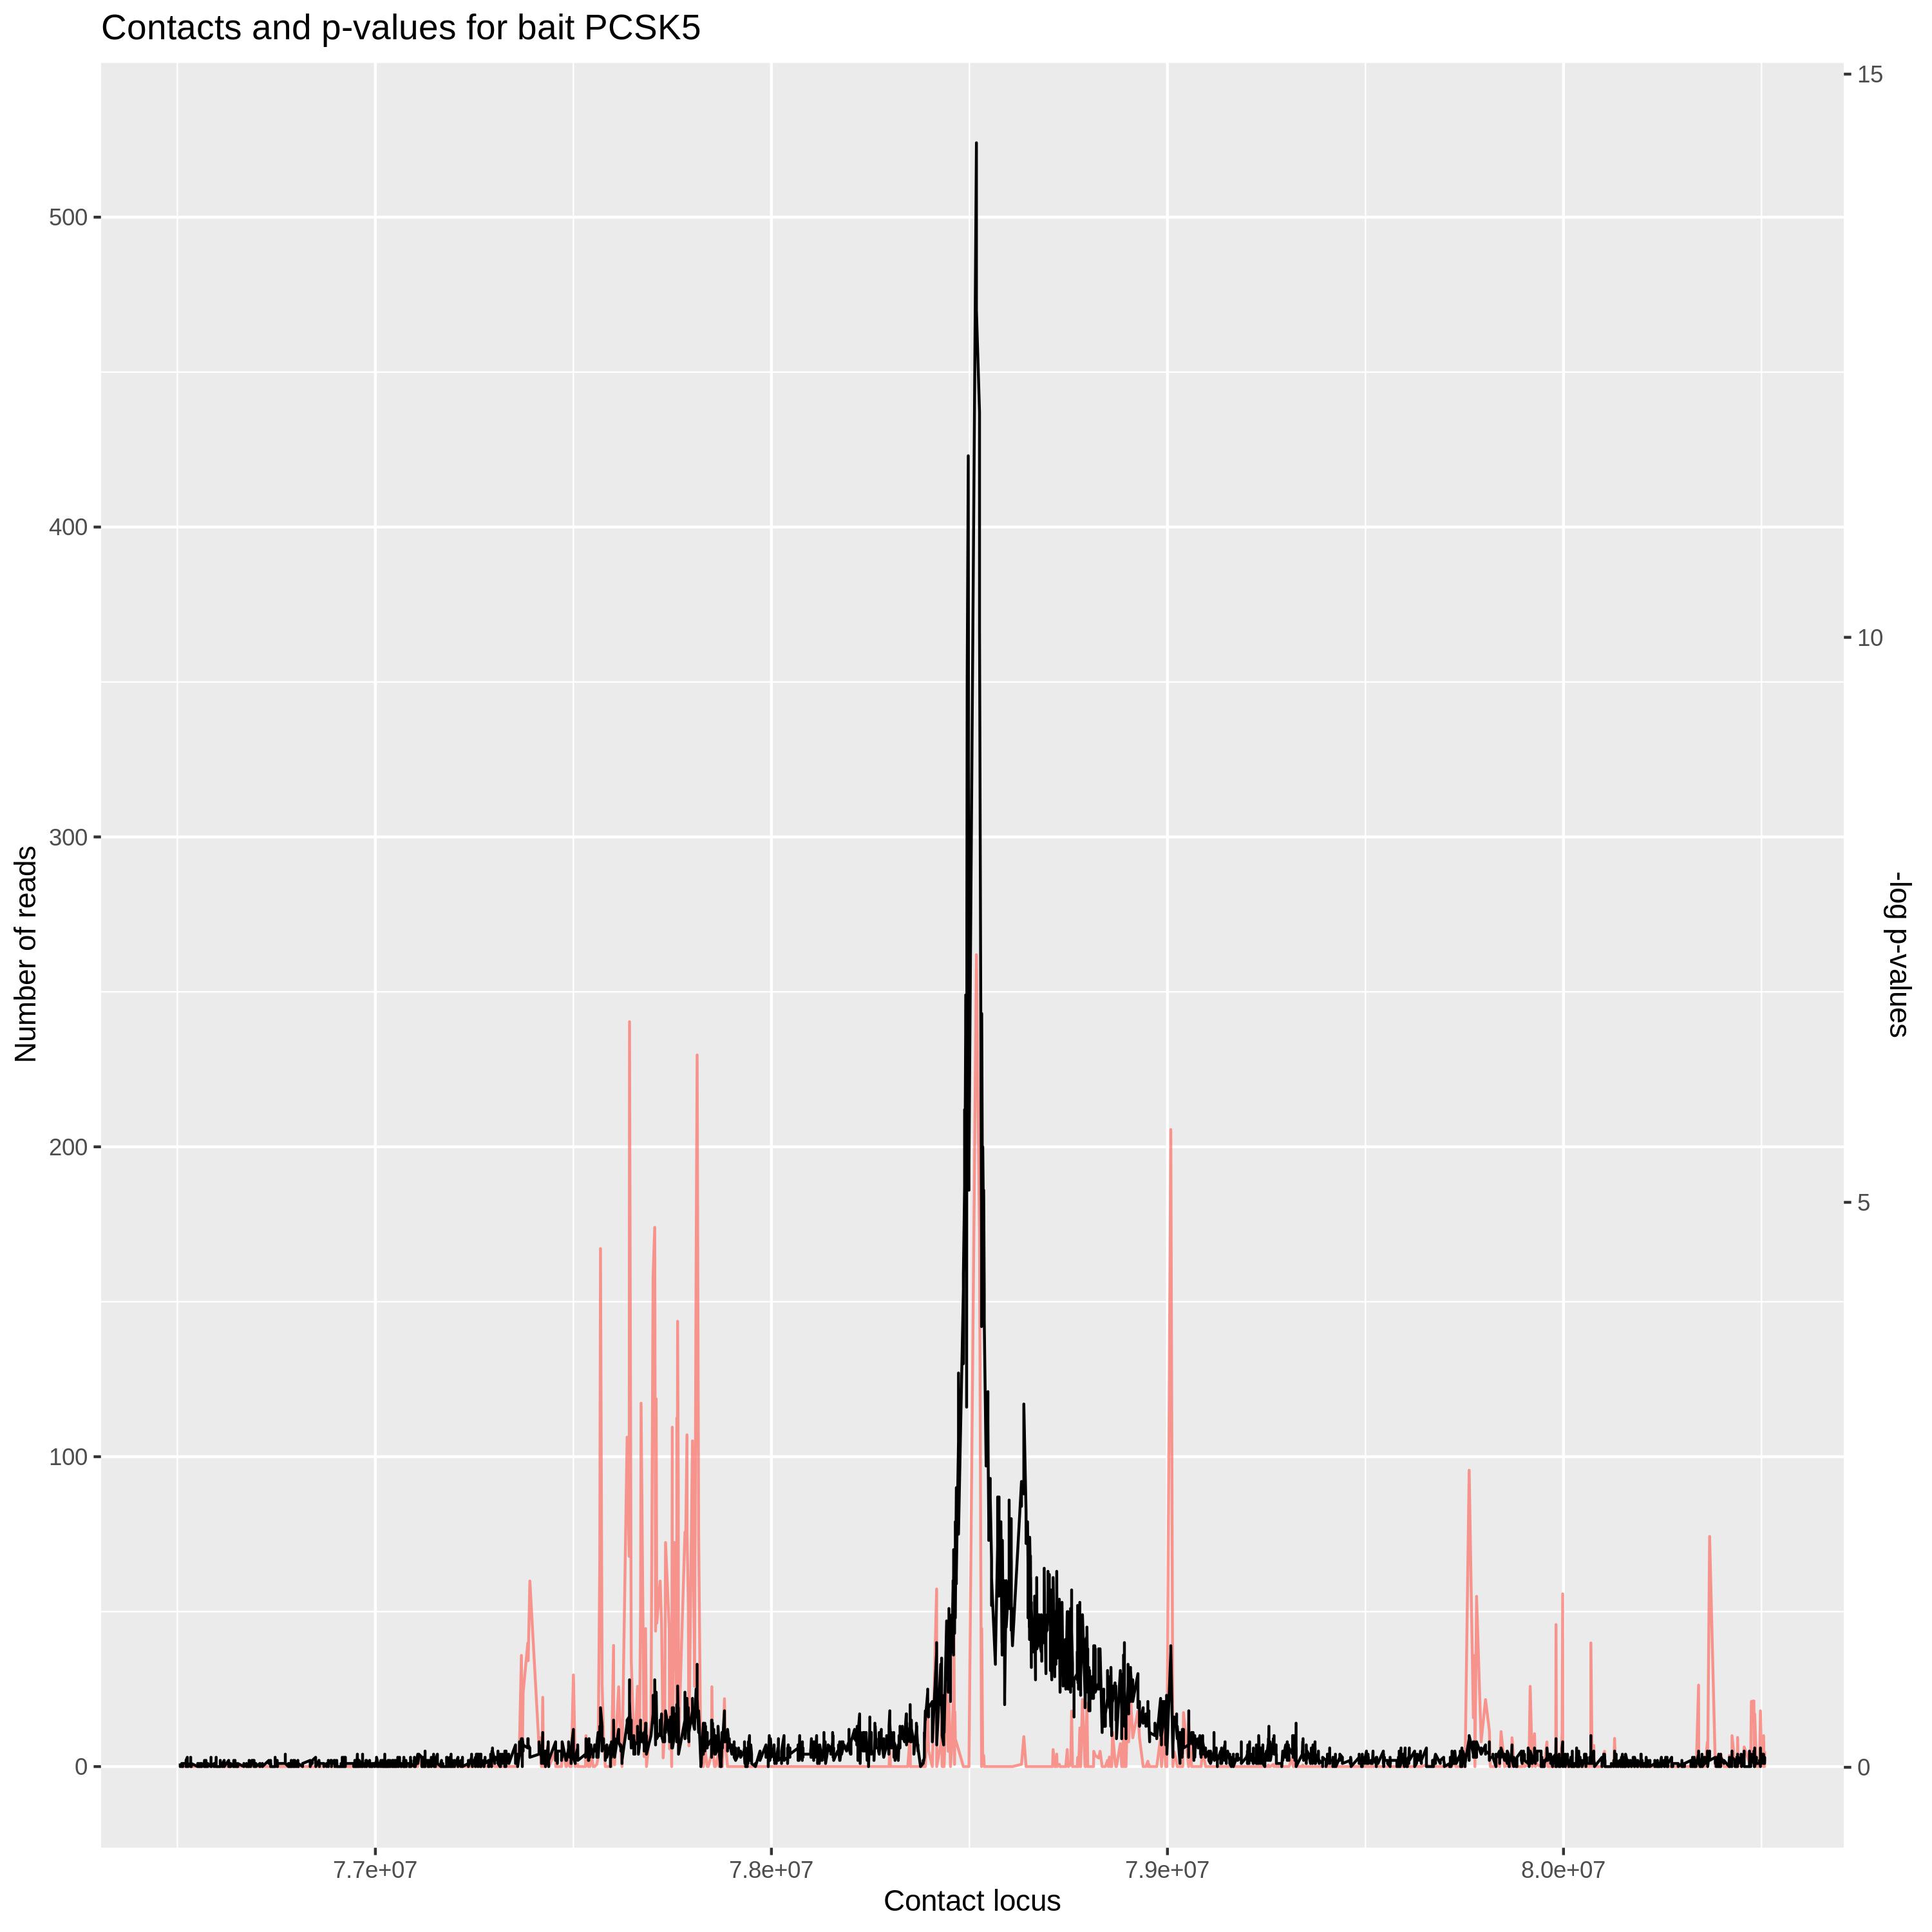 Contacts and p-values for bait PCSK5
15
500
10
400
300
Number of reads
-log p-values
200
5
100
0
0
7.7e+07
7.8e+07
7.9e+07
8.0e+07
Contact locus